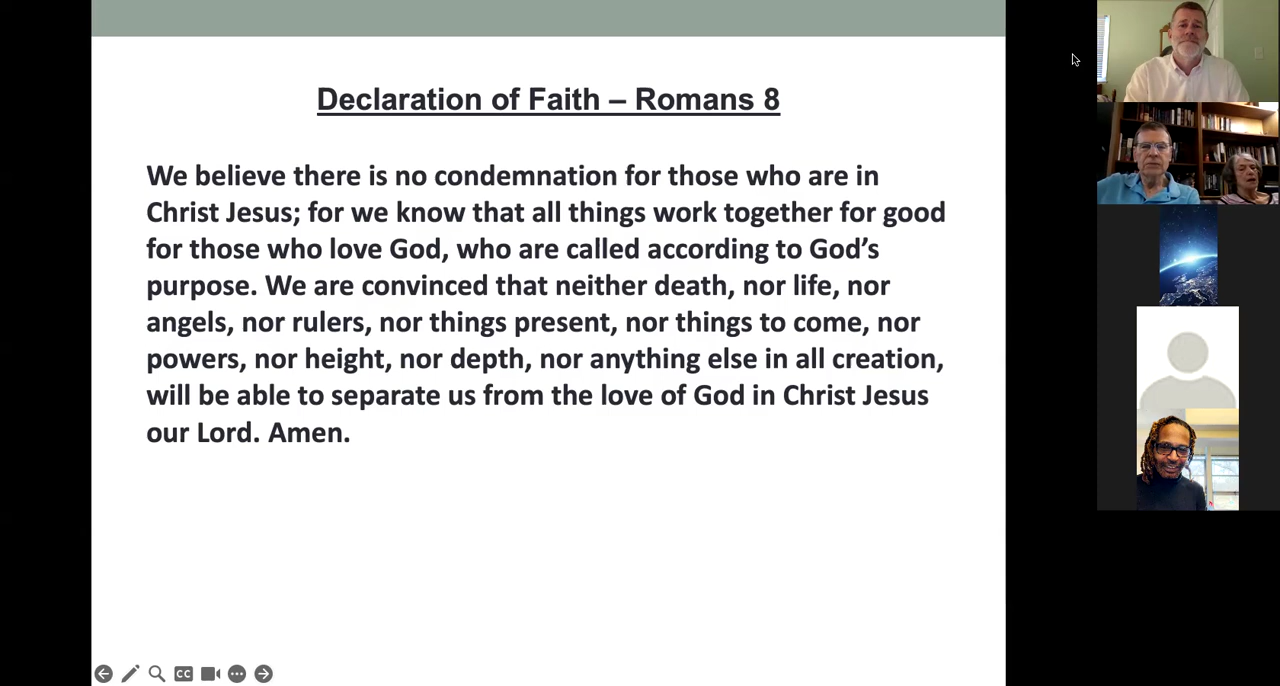 Declaration of Faith – Romans 8
We believe there is no condemnation for those who are in
Christ Jesus; for we know that all things work together for good
for those who love God, who are called according to God’s
purpose. We are convinced that neither death, nor life, nor
angels, nor rulers, nor things present, nor things to come, nor
powers, nor height, nor depth, nor anything else in all creation,
will be able to separate us from the love of God in Christ Jesus
our Lord. Amen.
CC